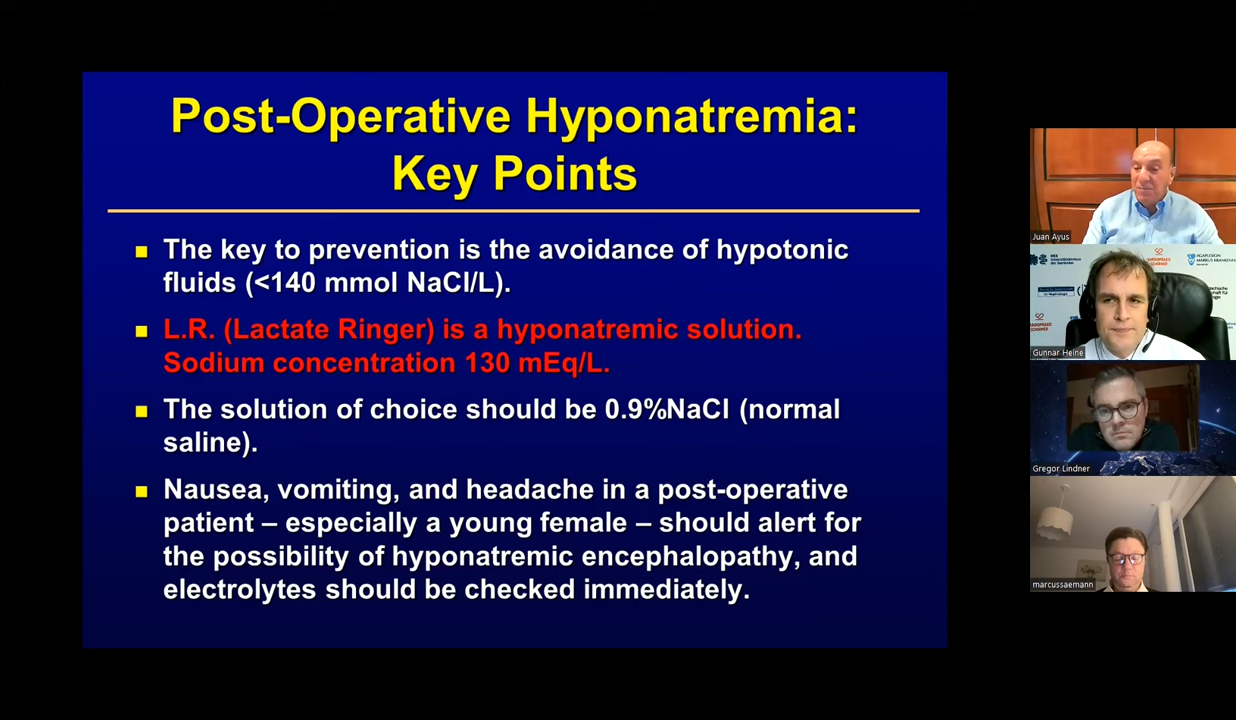 Post-Operative Hyponatremia:
Key Points
The key to prevention is the avoidance of hypotonic
fluids (<140 mmol NaCl/L).
L.R. (Lactate Ringer) is a hyponatremic solution.
Sodium concentration 130 mEq/L.
The solution of choice should be 0.9%NaCl (normal
saline).
Nausea, vomiting, and headache in a post-operative
patient – especially a young female – should alert for
the possibility of hyponatremic encephalopathy, and
electrolytes should be checked immediately.
Juan Ayus
Gunnar Heine
Gregor Lindner
marcussaemann